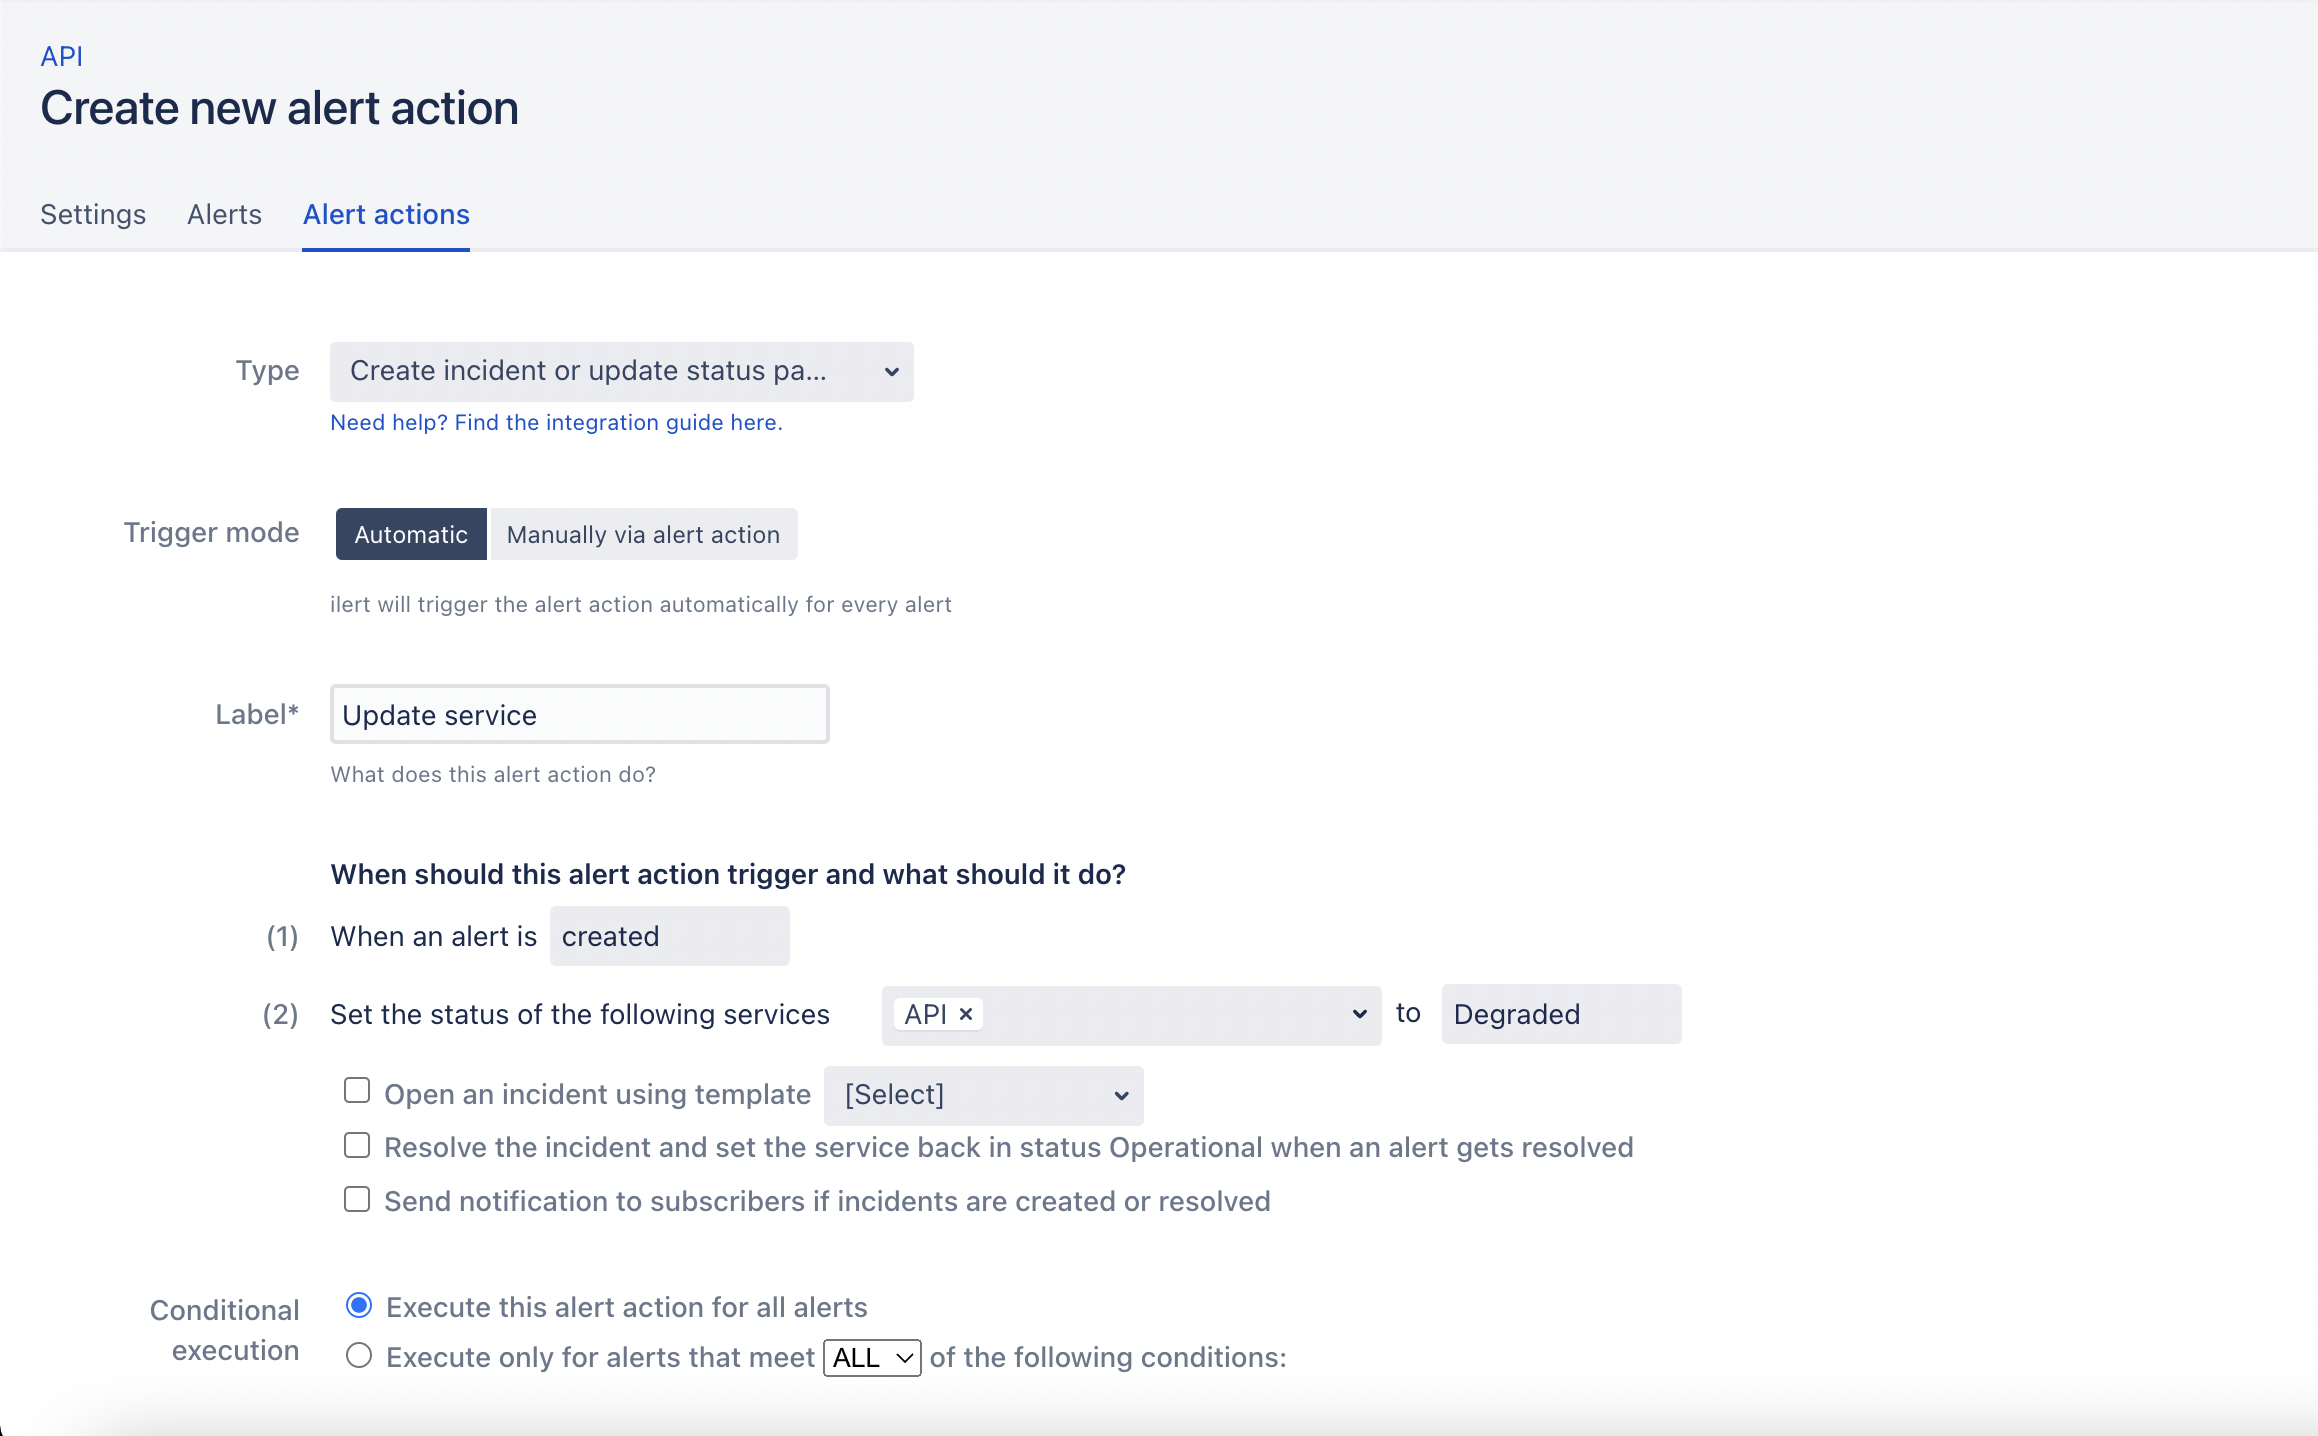 API
Create new alert action
Settings Alerts Alert actions
Type Create incident or update status pa...
Need help? Find the integration guide here.
Trigger mode Automatic Manually via alert action
ilert will trigger the alert action automatically for every alert
Label* Update service
What does this alert action do?
When should this alert action trigger and what should it do?
(1) When an alert is created
(2) Set the status of the following services API × to Degraded
Open an incident using template [Select]
Resolve the incident and set the service back in status Operational when an alert gets resolved
Send notification to subscribers if incidents are created or resolved
Conditional execution
Execute this alert action for all alerts
Execute only for alerts that meet ALL of the following conditions: